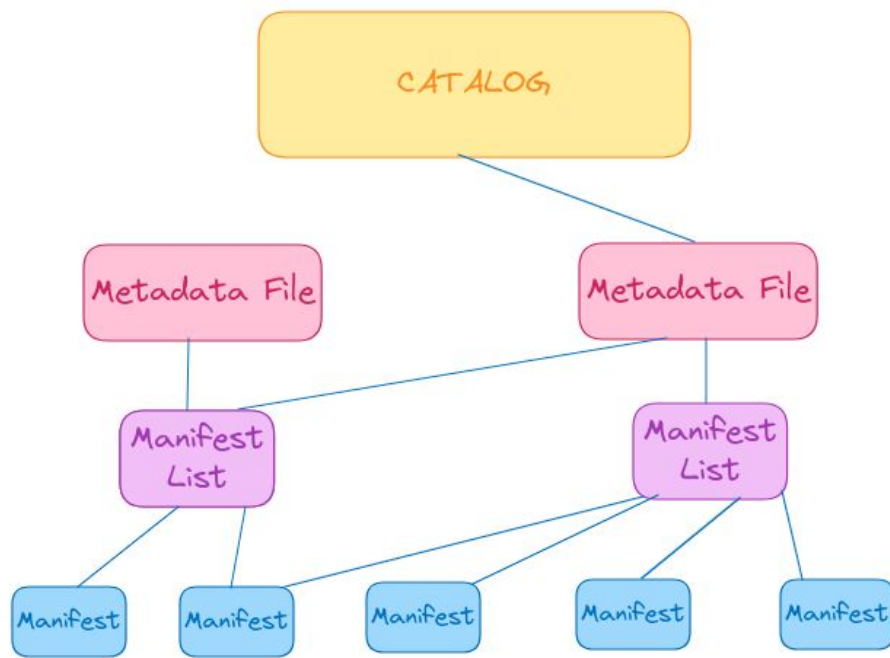 CATALOG
Metadata File
Metadata File
Manifest
List
Manifest
List
Manifest
Manifest
Manifest
Manifest
Manifest